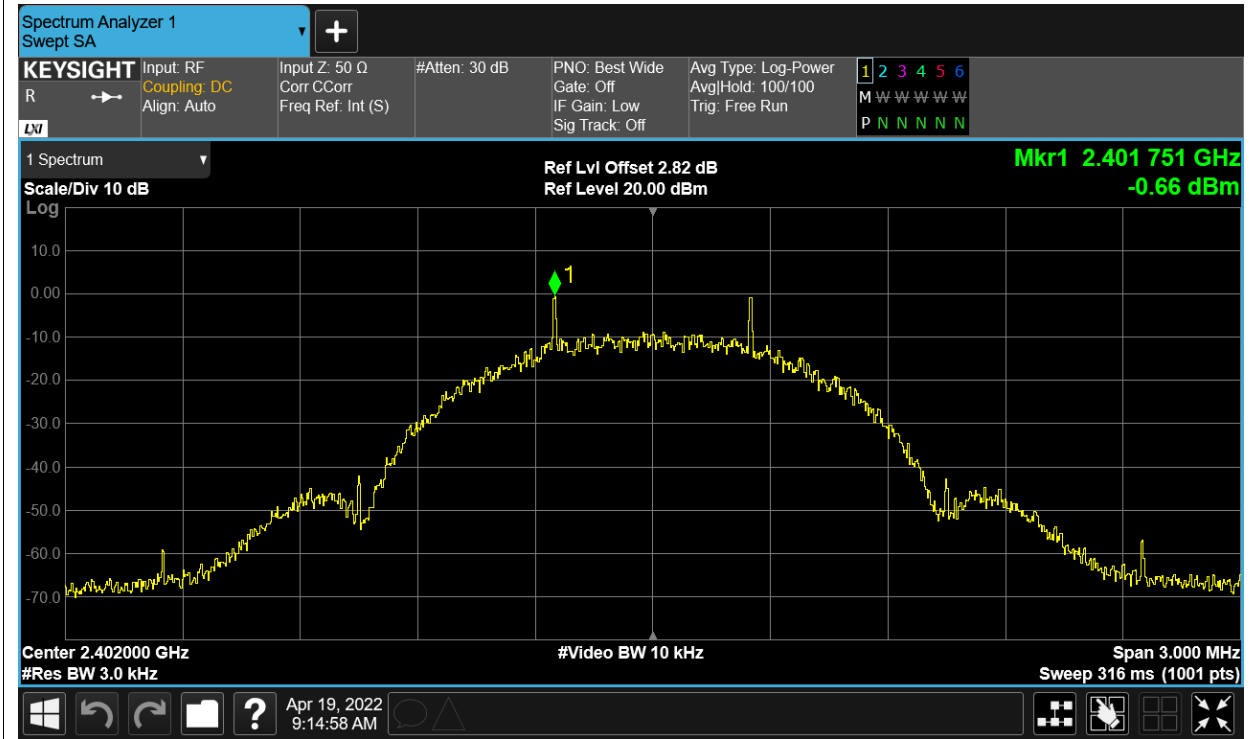 Spectrum Analyzer 1
Swept SA
+
KEYSIGHT
R
LXI
Input: RF
Coupling: DC
Align: Auto
Input Z: 50 Ω
Corr CCorr
Freq Ref: Int (S)
#Atten: 30 dB
PNO: Best Wide
Gate: Off
IF Gain: Low
Sig Track: Off
Avg Type: Log-Power
Avg|Hold: 100/100
Trig: Free Run
1 2 3 4 5 6
M W W W W W W
P N N N N N N
1 Spectrum
Scale/Div 10 dB
Log
Ref Lvl Offset 2.82 dB
Ref Level 20.00 dBm
Mkr1 2.401 751 GHz
-0.66 dBm
1
10.0
0.00
-10.0
-20.0
-30.0
-40.0
-50.0
-60.0
-70.0
Center 2.402000 GHz
#Video BW 10 kHz
Span 3.000 MHz
#Res BW 3.0 kHz
Sweep 316 ms (1001 pts)
?
Apr 19, 2022
9:14:58 AM